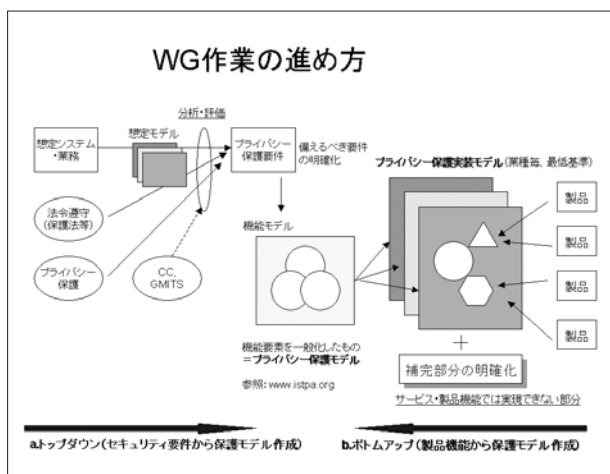 WG作業の進め方
分析・評価
想定システム
・業務
想定モデル
プライバシー
保護要件
備えるべき要件
の明確化
プライバシー保護実装モデル(業種毎、最低基準)
法令遵守
(保護法等)
プライバシー
保護
CC,
GMITS
機能モデル
製品
製品
製品
製品
機能要素を一般化したもの
=プライバシー保護モデル
参照:www.istpa.org
+
補完部分の明確化
サービス・製品機能では実現できない部分
a.トップダウン(セキュリティ要件から保護モデル作成)
b.ボトムアップ(製品機能から保護モデル作成)